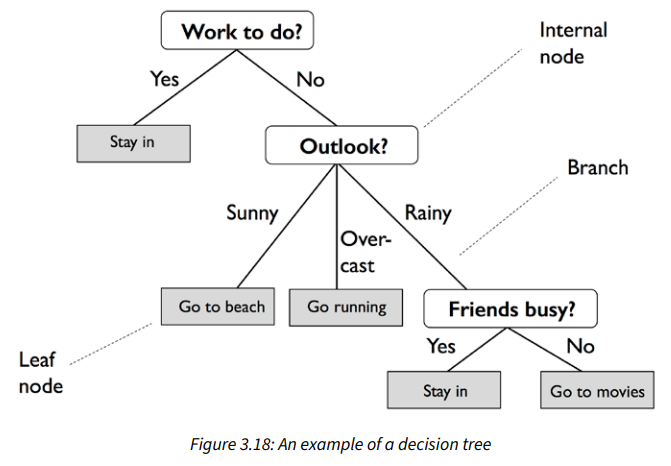 Work to do?
Internal
node
Yes
No
Stay in
Outlook?
Branch
Sunny
Over-
cast
Rainy
Go to beach
Go running
Friends busy?
Leaf
node
Yes
No
Stay in
Go to movies
Figure 3.18: An example of a decision tree